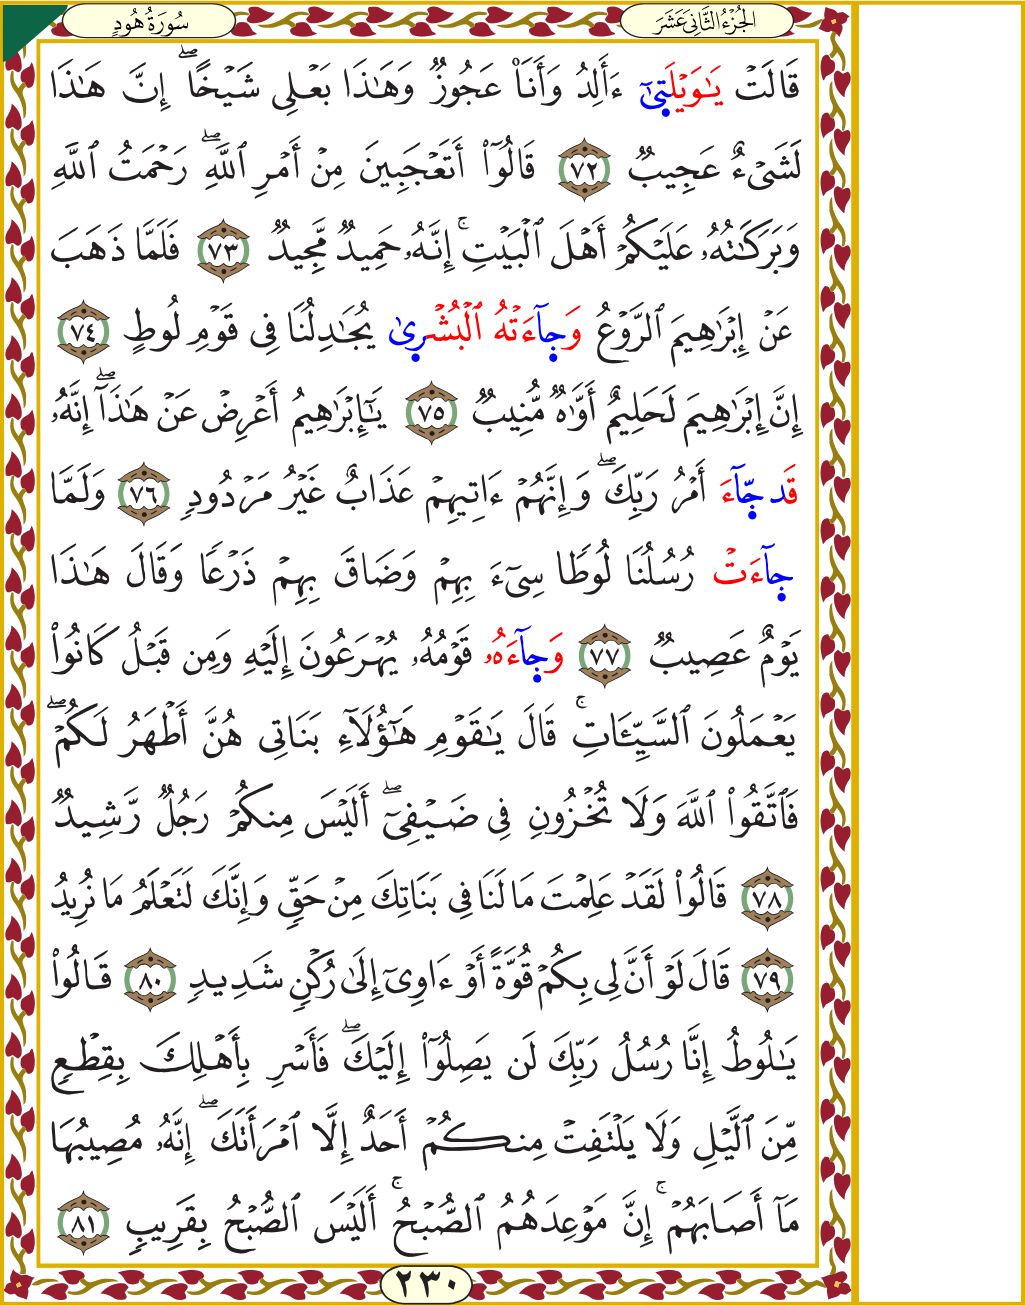 الجُزْءُ الثَّانِيَ عَشَرَ
سُورَةُ هُودٍ
قَالَتْ يَٰوَيْلَتِىٰٓ ءَأَلِدُ وَأَنَا۠ عَجُوزٌ وَهَٰذَا بَعْلِى شَيْخًا ۖ إِنَّ هَٰذَا
لَشَىْءٌ عَجِيبٌ ٧٢ قَالُوٓا۟ أَتَعْجَبِينَ مِنْ أَمْرِ ٱللَّهِ ۖ رَحْمَتُ ٱللَّهِ
وَبَرَكَٰتُهُۥ عَلَيْكُمْ أَهْلَ ٱلْبَيْتِ ۚ إِنَّهُۥ حَمِيدٌ مَّجِيدٌ ٧٣ فَلَمَّا ذَهَبَ
عَنْ إِبْرَٰهِيمَ ٱلرَّوْعُ وَجِآءَتْهُ ٱلْبُشْرِىٰ يُجَٰدِلُنَا فِى قَوْمِ لُوطٍ ٧٤
إِنَّ إِبْرَٰهِيمَ لَحَلِيمٌ أَوَّٰهٌ مُّنِيبٌ ٧٥ يَٰٓإِبْرَٰهِيمُ أَعْرِضْ عَنْ هَٰذَآ ۖ إِنَّهُۥ
قَد جِّآءَ أَمْرُ رَبِّكَ ۖ وَإِنَّهُمْ ءَاتِيهِمْ عَذَابٌ غَيْرُ مَرْدُودٍ ٧٦ وَلَمَّا
جِآءَتْ رُسُلُنَا لُوطًا سِىٓءَ بِهِمْ وَضَاقَ بِهِمْ ذَرْعًا وَقَالَ هَٰذَا
يَوْمٌ عَصِيبٌ ٧٧ وَجِآءَهُۥ قَوْمُهُۥ يُهْرَعُونَ إِلَيْهِ وَمِن قَبْلُ كَانُوا۟
يَعْمَلُونَ ٱلسَّيِّـَٔاتِ ۚ قَالَ يَٰقَوْمِ هَٰٓؤُلَآءِ بَنَاتِى هُنَّ أَطْهَرُ لَكُمْ ۖ
فَٱتَّقُوا۟ ٱللَّهَ وَلَا تُخْزُونِ فِى ضَيْفِىٓ ۖ أَلَيْسَ مِنكُمْ رَجُلٌ رَّشِيدٌ
٧٨ قَالُوا۟ لَقَدْ عَلِمْتَ مَا لَنَا فِى بَنَاتِكَ مِنْ حَقٍّ وَإِنَّكَ لَتَعْلَمُ مَا نُرِيدُ
٧٩ قَالَ لَوْ أَنَّ لِى بِكُمْ قُوَّةً أَوْ ءَاوِىٓ إِلَىٰ رُكْنٍ شَدِيدٍ ٨٠ قَالُوا۟
يَٰلُوطُ إِنَّا رُسُلُ رَبِّكَ لَن يَصِلُوٓا۟ إِلَيْكَ ۖ فَأَسْرِ بِأَهْلِكَ بِقِطْعٍ
مِّنَ ٱلَّيْلِ وَلَا يَلْتَفِتْ مِنكُمْ أَحَدٌ إِلَّا ٱمْرَأَتَكَ ۖ إِنَّهُۥ مُصِيبُهَا
مَآ أَصَابَهُمْ ۚ إِنَّ مَوْعِدَهُمُ ٱلصُّبْحُ ۚ أَلَيْسَ ٱلصُّبْحُ بِقَرِيبٍ ٨١
٢٣٠